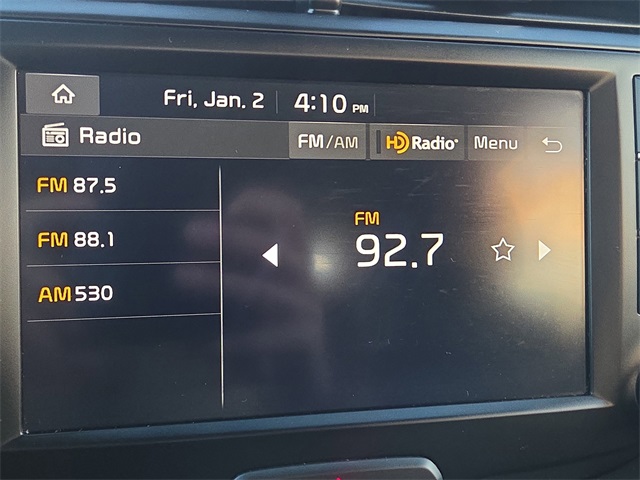 Fri, Jan. 2 4:10 PM
Radio FM/AM HD Radio® Menu
FM 87.5
FM 88.1
AM 530
FM
92.7